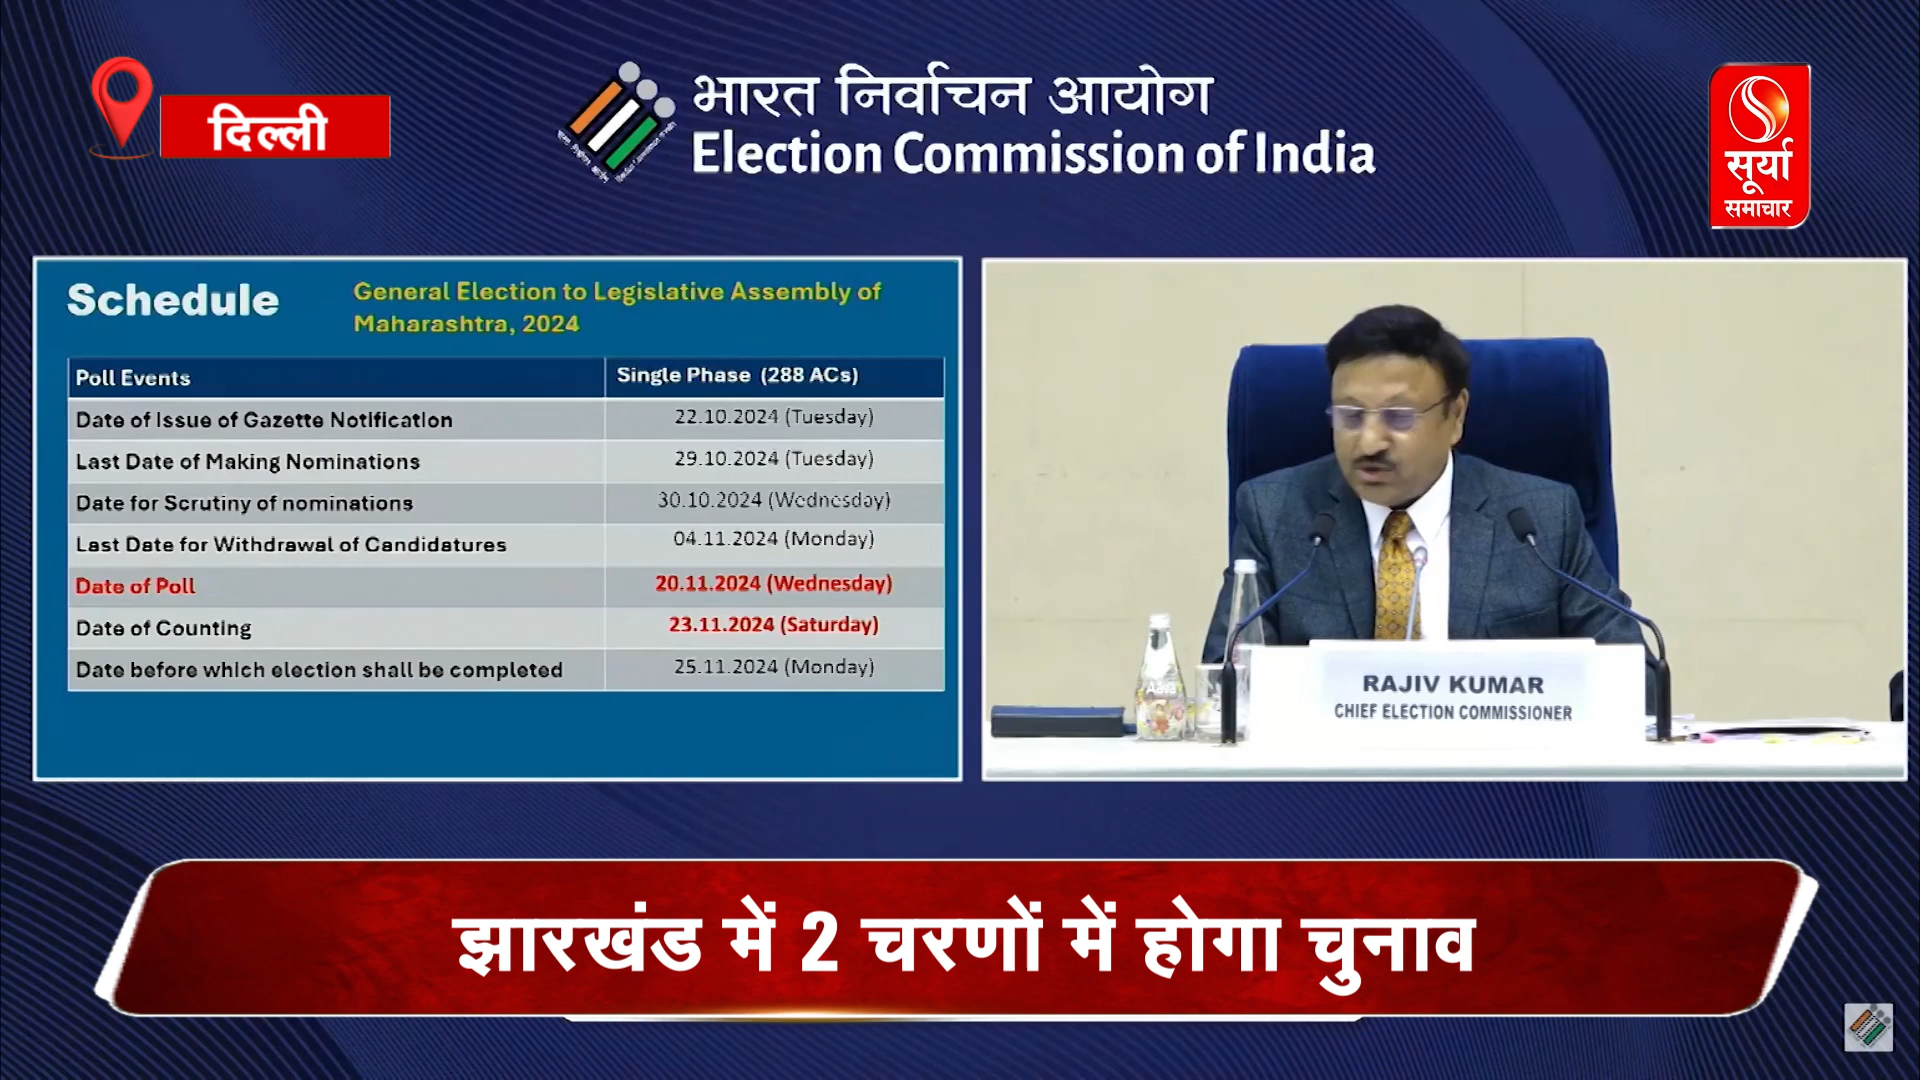 दिल्ली
भारत निर्वाचन आयोग
Election Commission of India
सूर्या
समाचार
Schedule
General Election to Legislative Assembly of
Maharashtra, 2024
Poll Events Single Phase (288 ACs)
Date of Issue of Gazette Notification 22.10.2024 (Tuesday)
Last Date of Making Nominations 29.10.2024 (Tuesday)
Date for Scrutiny of nominations 30.10.2024 (Wednesday)
Last Date for Withdrawal of Candidatures 04.11.2024 (Monday)
Date of Poll 20.11.2024 (Wednesday)
Date of Counting 23.11.2024 (Saturday)
Date before which election shall be completed 25.11.2024 (Monday)
RAJIV KUMAR
CHIEF ELECTION COMMISSIONER
झारखंड में 2 चरणों में होगा चुनाव